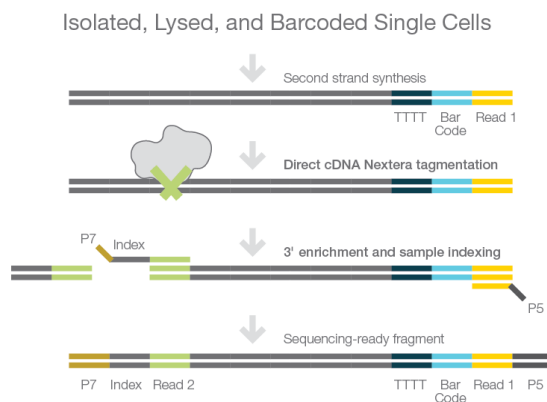 Isolated, Lysed, and Barcoded Single Cells
Second strand synthesis
TTTT Bar Code Read 1
Direct cDNA Nextera tagmentation
P7 Index
3' enrichment and sample indexing
P5
Sequencing-ready fragment
P7 Index Read 2 TTTT Bar Code Read 1 P5